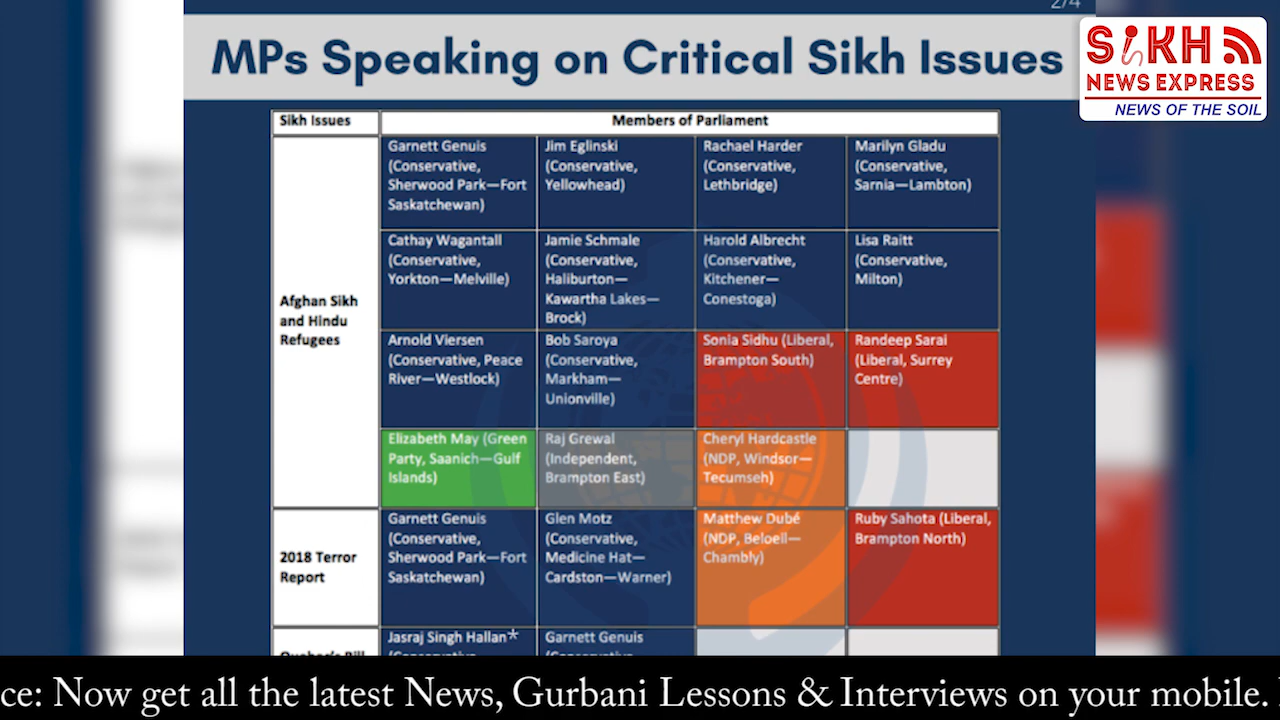 2/4
MPs Speaking on Critical Sikh Issues
SiKH
NEWS EXPRESS
NEWS OF THE SOIL
Sikh Issues
Members of Parliament
Afghan Sikh
and Hindu
Refugees
Garnett Genuis
(Conservative,
Sherwood Park—Fort
Saskatchewan)
Jim Eglinski
(Conservative,
Yellowhead)
Rachael Harder
(Conservative,
Lethbridge)
Marilyn Gladu
(Conservative,
Sarnia—Lambton)
Cathay Wagantall
(Conservative,
Yorkton—Melville)
Jamie Schmale
(Conservative,
Haliburton—
Kawartha Lakes—
Brock)
Harold Albrecht
(Conservative,
Kitchener—
Conestoga)
Lisa Raitt
(Conservative,
Milton)
Arnold Viersen
(Conservative, Peace
River—Westlock)
Bob Saroya
(Conservative,
Markham—
Unionville)
Sonia Sidhu (Liberal,
Brampton South)
Randeep Sarai
(Liberal, Surrey
Centre)
Elizabeth May (Green
Party, Saanich—Gulf
Islands)
Raj Grewal
(Independent,
Brampton East)
Cheryl Hardcastle
(NDP, Windsor—
Tecumseh)
2018 Terror
Report
Garnett Genuis
(Conservative,
Sherwood Park—Fort
Saskatchewan)
Glen Motz
(Conservative,
Medicine Hat—
Cardston—Warner)
Matthew Dubé
(NDP, Beloeil—
Chambly)
Ruby Sahota (Liberal,
Brampton North)
Quebec's Bill
Jasraj Singh Hallan*
(Conservative,
Garnett Genuis
(Conservative,
ce: Now get all the latest News, Gurbani Lessons & Interviews on your mobile.